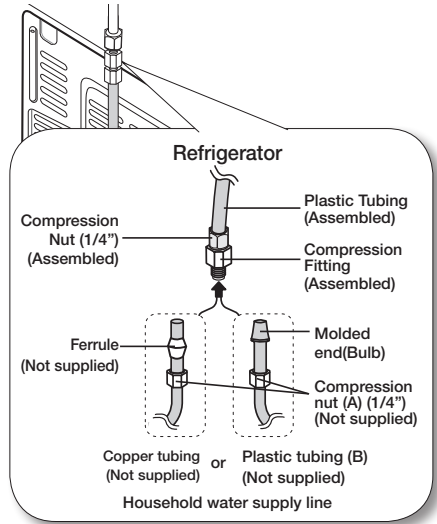 Refrigerator
Plastic Tubing
(Assembled)
Compression
Nut (1/4”)
(Assembled)
Compression
Fitting
(Assembled)
Ferrule
(Not supplied)
Molded
end(Bulb)
Compression
nut (A) (1/4”)
(Not supplied)
Copper tubing
(Not supplied)
or
Plastic tubing (B)
(Not supplied)
Household water supply line